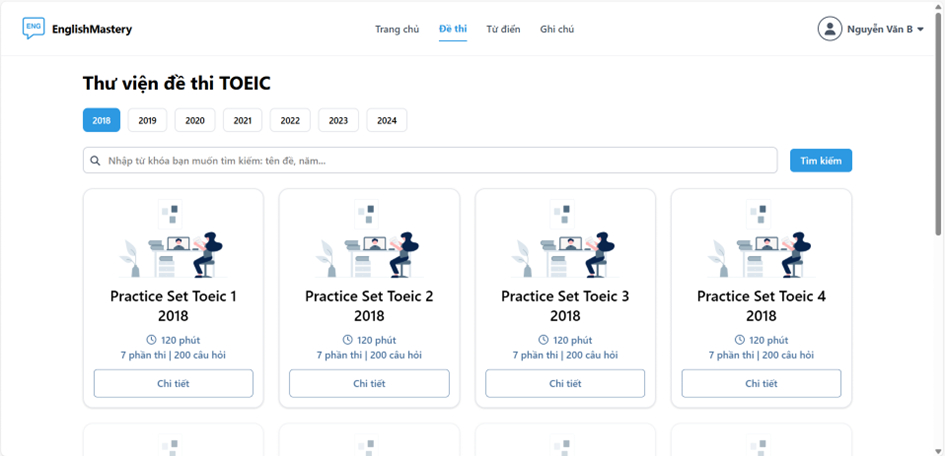 ENG EnglishMastery Trang chủ Đề thi Từ điển Ghi chú Nguyễn Văn B
Thư viện đề thi TOEIC
2018 2019 2020 2021 2022 2023 2024
Nhập từ khóa bạn muốn tìm kiếm: tên đề, năm... Tìm kiếm
Practice Set Toeic 1
2018
120 phút
7 phần thi | 200 câu hỏi
Chi tiết
Practice Set Toeic 2
2018
120 phút
7 phần thi | 200 câu hỏi
Chi tiết
Practice Set Toeic 3
2018
120 phút
7 phần thi | 200 câu hỏi
Chi tiết
Practice Set Toeic 4
2018
120 phút
7 phần thi | 200 câu hỏi
Chi tiết